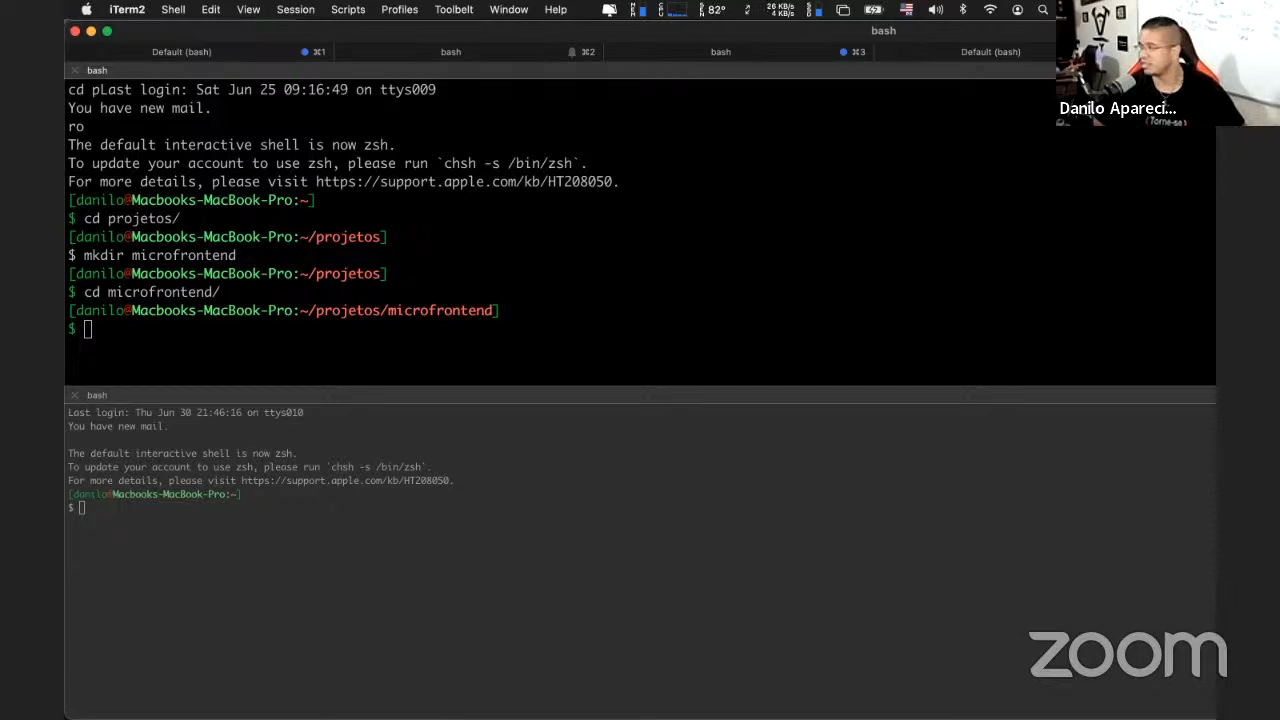 iTerm2 Shell Edit View Session Scripts Profiles Toolbelt Window Help 82° 26 KB/s 4 KB/s
bash
Default (bash) ⌘1 bash ⌘2 bash ⌘3 Default (bash)
bash
cd pLast login: Sat Jun 25 09:16:49 on ttys009
You have new mail.
ro
The default interactive shell is now zsh.
To update your account to use zsh, please run `chsh -s /bin/zsh`.
For more details, please visit https://support.apple.com/kb/HT208050.
[danilo@Macbooks-MacBook-Pro:~]
$ cd projetos/
[danilo@Macbooks-MacBook-Pro:~/projetos]
$ mkdir microfrontend
[danilo@Macbooks-MacBook-Pro:~/projetos]
$ cd microfrontend/
[danilo@Macbooks-MacBook-Pro:~/projetos/microfrontend]
$
bash
Last login: Thu Jun 30 21:46:16 on ttys010
You have new mail.
The default interactive shell is now zsh.
To update your account to use zsh, please run `chsh -s /bin/zsh`.
For more details, please visit https://support.apple.com/kb/HT208050.
[danilo@Macbooks-MacBook-Pro:~]
$
Danilo Apareci...
{Torne-se}
zoom